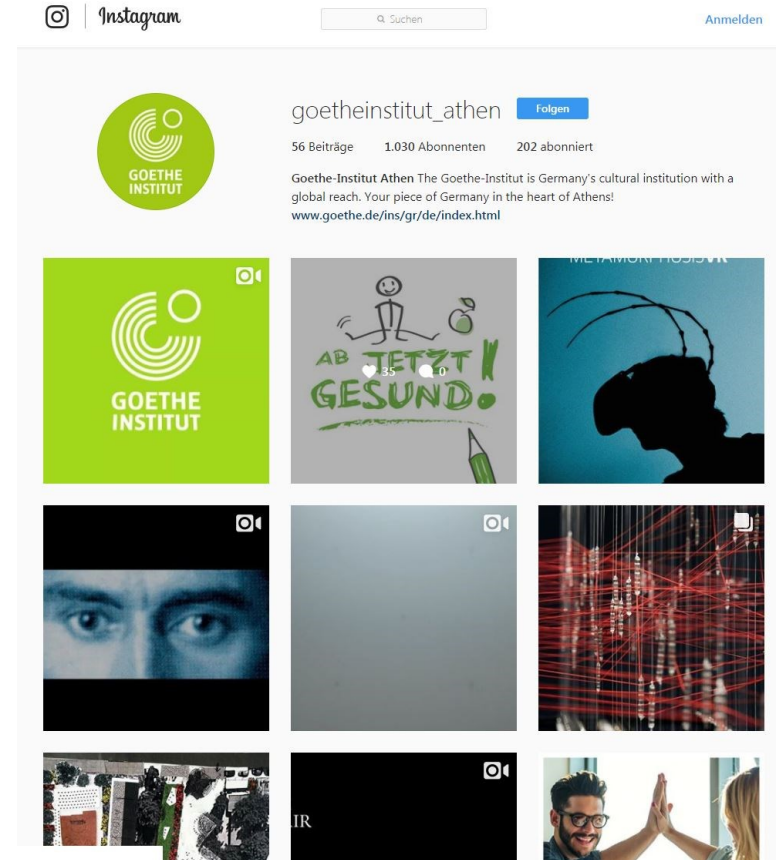 Instagram
Suchen
Anmelden
goetheinstitut_athen
Folgen
56 Beiträge 1.030 Abonnenten 202 abonniert
Goethe-Institut Athen The Goethe-Institut is Germany's cultural institution with a
global reach. Your piece of Germany in the heart of Athens!
www.goethe.de/ins/gr/de/index.html
GOETHE
INSTITUT
GOETHE
INSTITUT
AB JETZT
GESUND!
35 0
METAMORPHOSISVR
IR